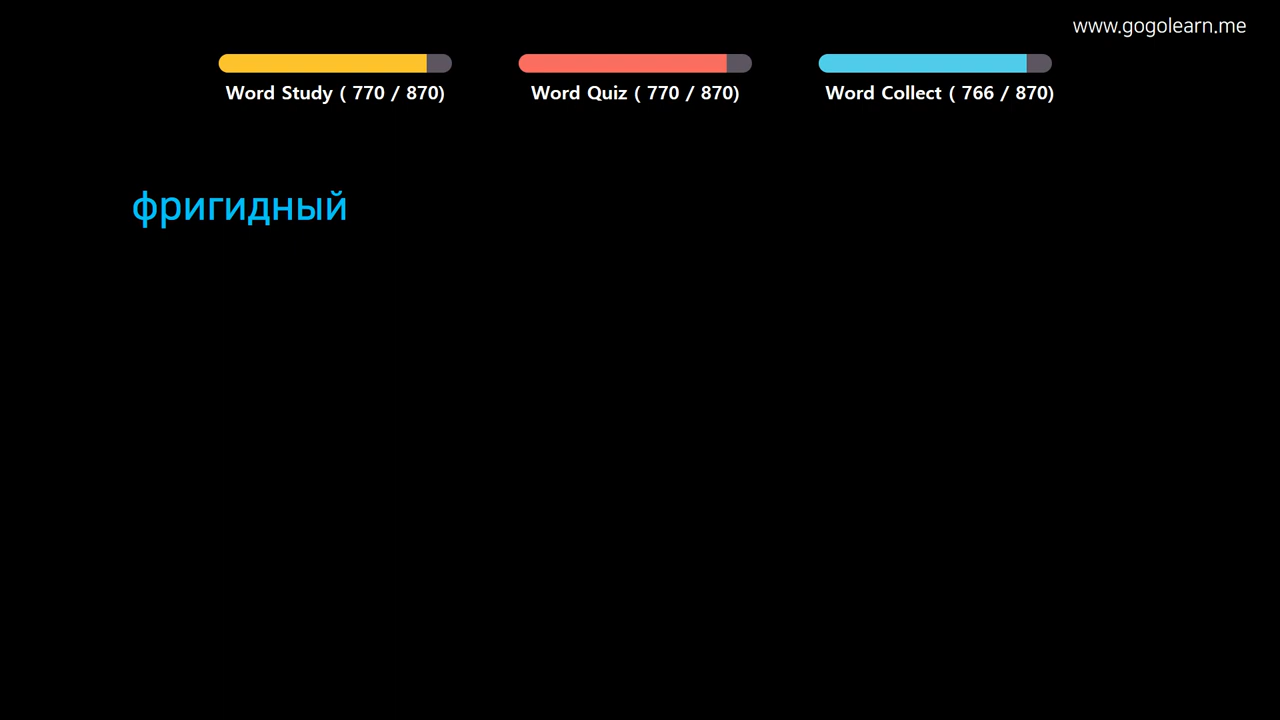 www.gogolearn.me
Word Study ( 770 / 870)
Word Quiz ( 770 / 870)
Word Collect ( 766 / 870)
фригидный